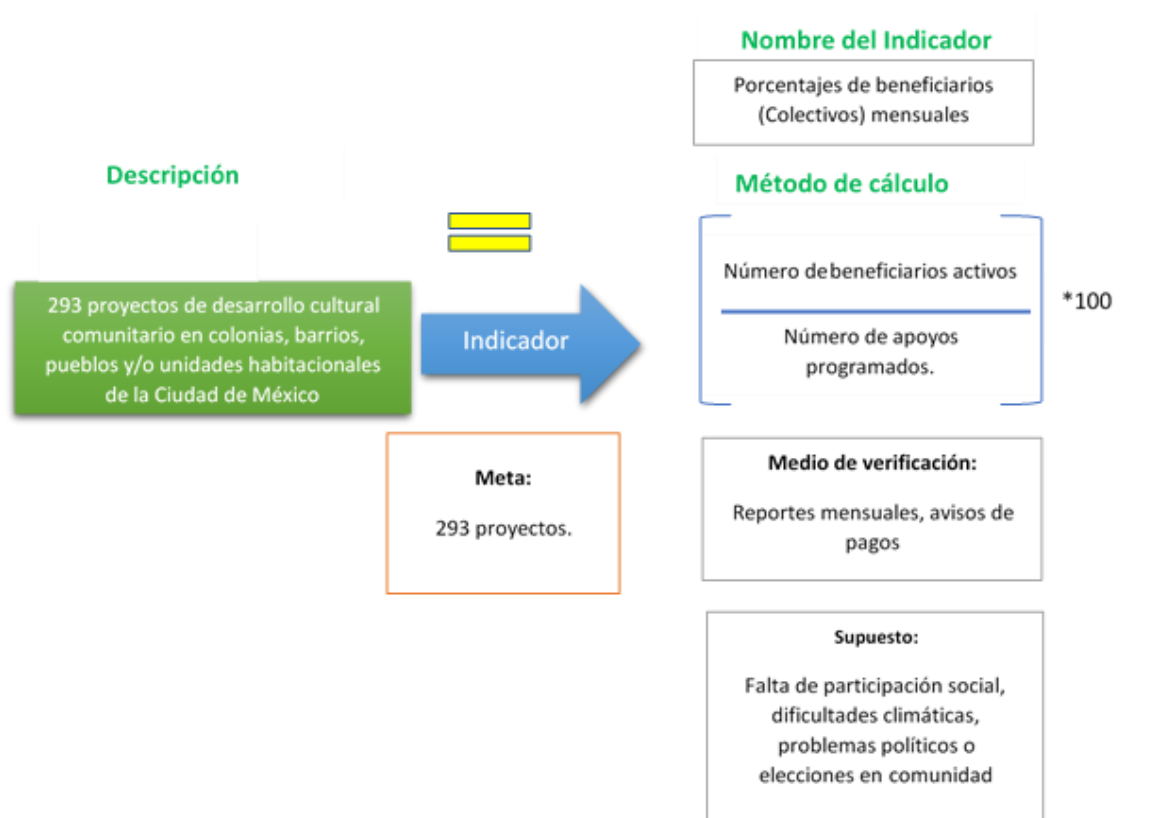 Nombre del Indicador
Porcentajes de beneficiarios
(Colectivos) mensuales
Descripción
Método de cálculo
293 proyectos de desarrollo cultural
comunitario en colonias, barrios,
pueblos y/o unidades habitacionales
de la Ciudad de México
Indicador
Número de beneficiarios activos
Número de apoyos
programados.
*100
Meta:
293 proyectos.
Medio de verificación:
Reportes mensuales, avisos de
pagos
Supuesto:
Falta de participación social,
dificultades climáticas,
problemas políticos o
elecciones en comunidad